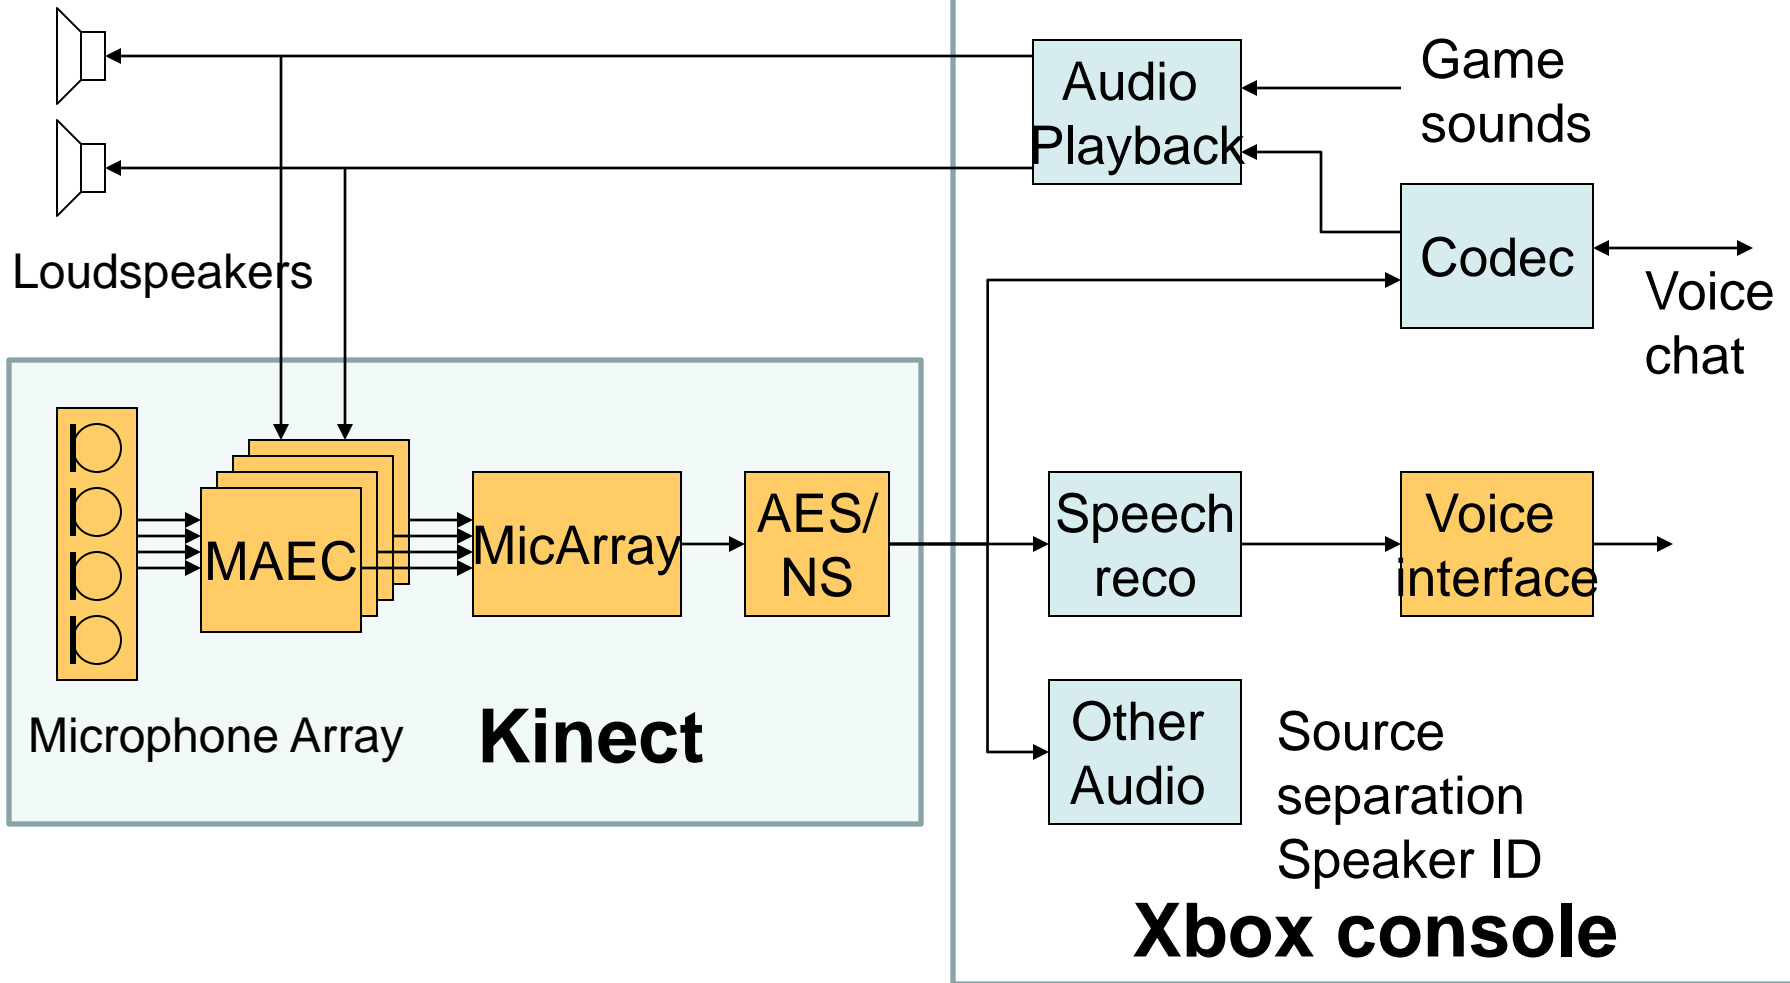 Game
sounds
Audio
Playback
Codec
Voice
chat
Loudspeakers
MAEC
MicArray
AES/
NS
Speech
reco
Voice
interface
Microphone Array
Kinect
Other
Audio
Source
separation
Speaker ID
Xbox console